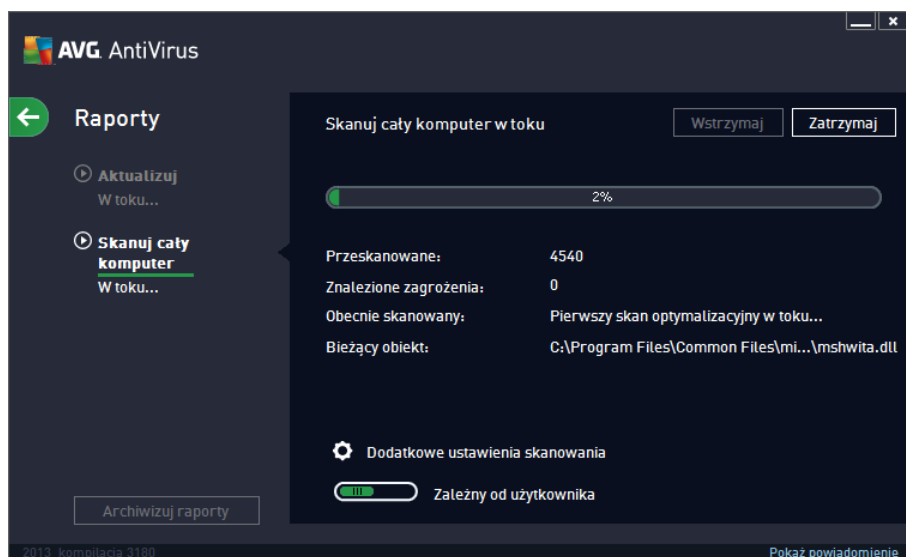 AVG. AntiVirus
Raporty
Aktualizuj
W toku...
Skanuj cały
komputer
W toku...
Archiwizuj raporty
Skanuj cały komputer w toku
Wstrzymaj
Zatrzymaj
2%
Przeskanowane: 4540
Znalezione zagrożenia: 0
Obecnie skanowany: Pierwszy skan optymalizacyjny w toku...
Bieżący obiekt: C:\Program Files\Common Files\mi...\mshwita.dll
Dodatkowe ustawienia skanowania
Zależny od użytkownika
2013 kompilacja 3180
Pokaż powiadomienie